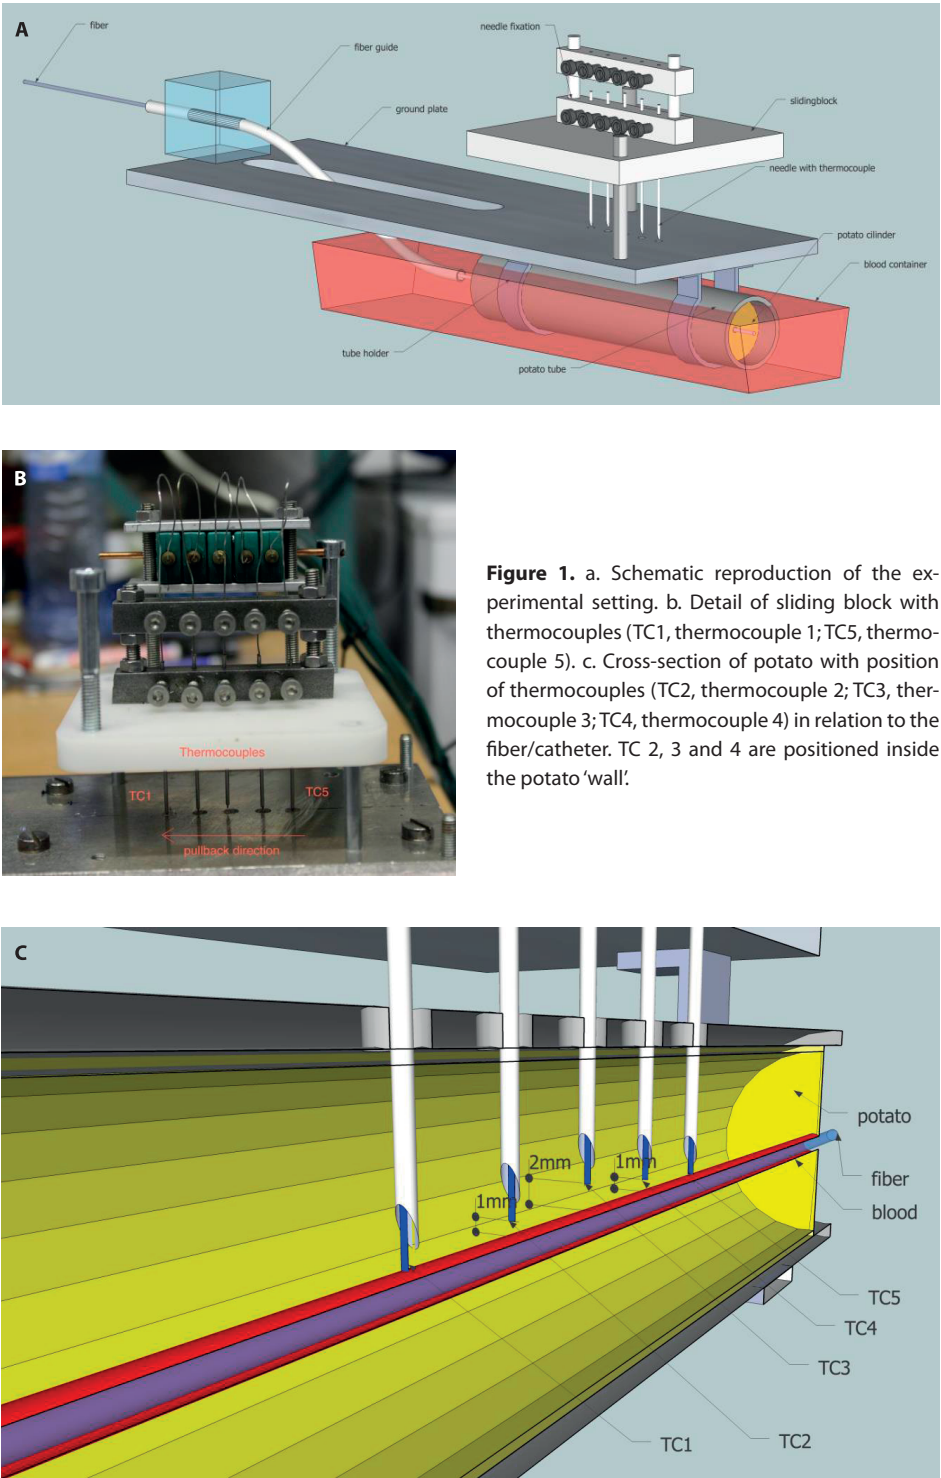 A
fiber
fiber guide
ground plate
needle fixation
slidingblock
needle with thermocouple
potato cilinder
blood container
tube holder
potato tube
B
Thermocouples
TC1
TC5
pullback direction
Figure 1. a. Schematic reproduction of the ex-
perimental setting. b. Detail of sliding block with
thermocouples (TC1, thermocouple 1; TC5, thermo-
couple 5). c. Cross-section of potato with position
of thermocouples (TC2, thermocouple 2; TC3, ther-
mocouple 3; TC4, thermocouple 4) in relation to the
fiber/catheter. TC 2, 3 and 4 are positioned inside
the potato ‘wall’.
C
potato
2mm
1mm
fiber
1mm
blood
TC5
TC4
TC3
TC2
TC1